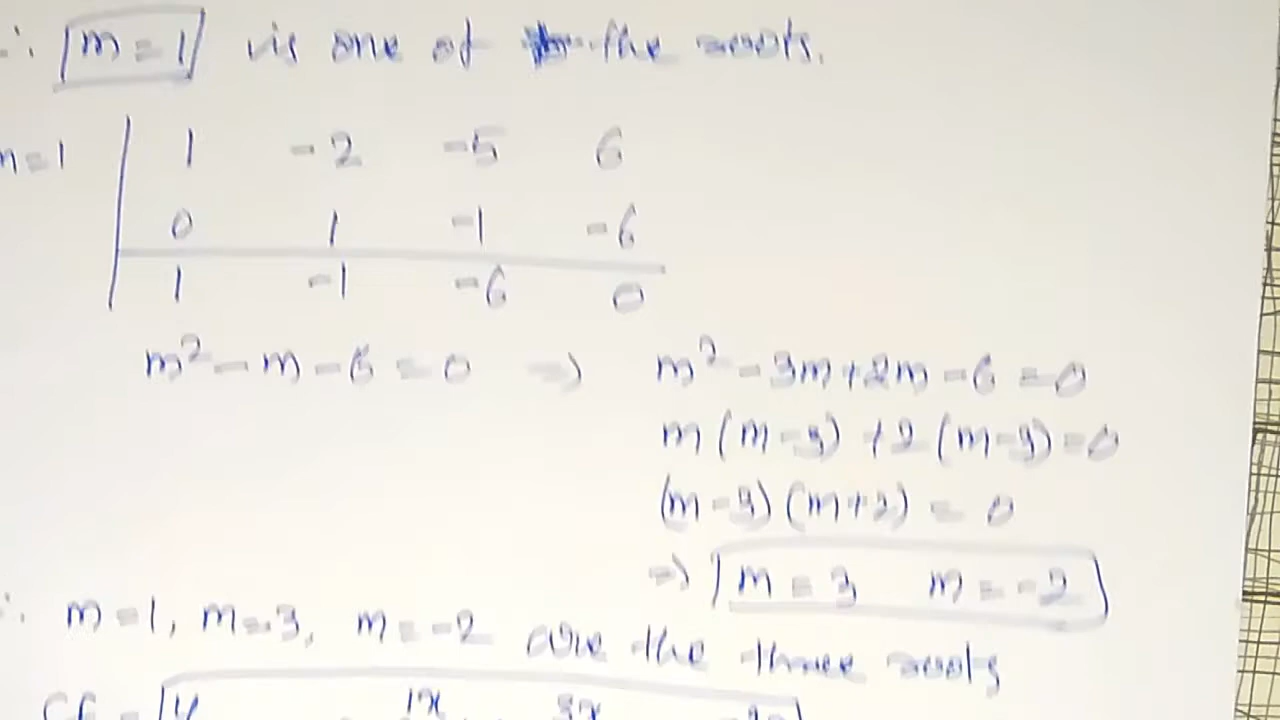 ∴ m = 1 is one of the roots.
m=1 | 1 -2 -5 6
0 1 -1 -6
1 -1 -6 0
m² - m - 6 = 0 ⇒ m² - 3m + 2m - 6 = 0
m(m-3) + 2(m-3) = 0
(m-3)(m+2) = 0
⇒ m = 3 m = -2
∴ m=1, m=3, m=-2 are the three roots